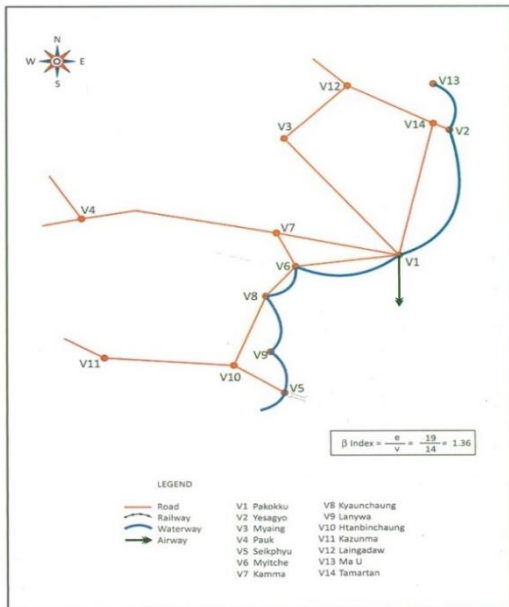 N
W E
S
V13
V12
V14
V2
V3
V4
V7
V6
V1
V8
V9
V11
V10
V5
β Index = e/v = 19/14 = 1.36
LEGEND
Road
Railway
Waterway
Airway
V1 Pakokku
V2 Yesagyo
V3 Myaing
V4 Pauk
V5 Seikphyu
V6 Myitche
V7 Kamma
V8 Kyaunchaung
V9 Lanywa
V10 Htanbinchaung
V11 Kazunma
V12 Laingadaw
V13 Ma U
V14 Tamartan